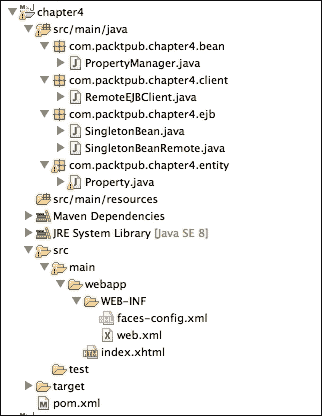 chapter4
src/main/java
com.packtpub.chapter4.bean
PropertyManager.java
com.packtpub.chapter4.client
RemoteEJBClient.java
com.packtpub.chapter4.ejb
SingletonBean.java
SingletonBeanRemote.java
com.packtpub.chapter4.entity
Property.java
src/main/resources
Maven Dependencies
JRE System Library [Java SE 8]
src
main
webapp
WEB-INF
faces-config.xml
web.xml
index.xhtml
test
target
pom.xml